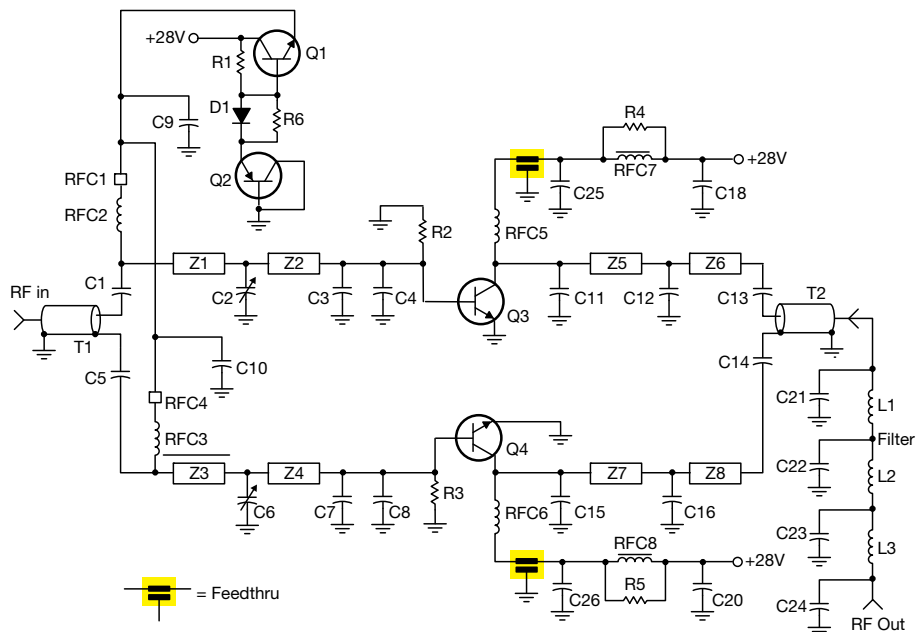 +28V
R1
Q1
D1
R6
C9
Q2
RFC1
RFC2
R4
RFC7
+28V
C25
C18
R2
RFC5
Z1
Z2
Z5
Z6
C1
C2
C3
C4
Q3
C11
C12
C13
T2
RF in
T1
C5
C10
C14
RFC4
RFC3
Q4
C21
L1
Filter
Z3
Z4
Z7
Z8
C22
L2
C6
C7
C8
R3
RFC6
C15
C16
C23
L3
RFC8
+28V
C26
R5
C20
C24
= Feedthru
RF Out